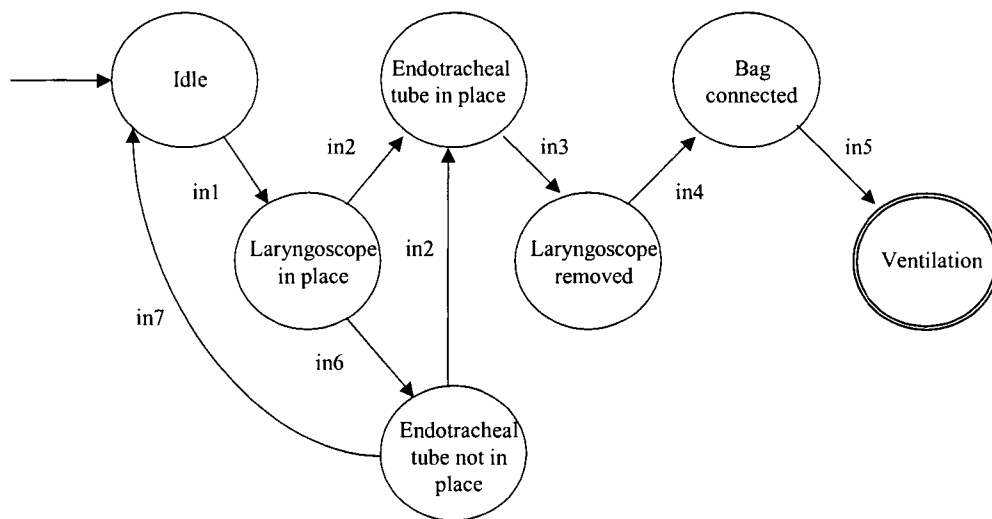 Idle
Endotracheal
tube in place
Bag
connected
in1
in2
in3
in4
in5
Laryngoscope
in place
in2
Laryngoscope
removed
Ventilation
in7
in6
Endotracheal
tube not in
place